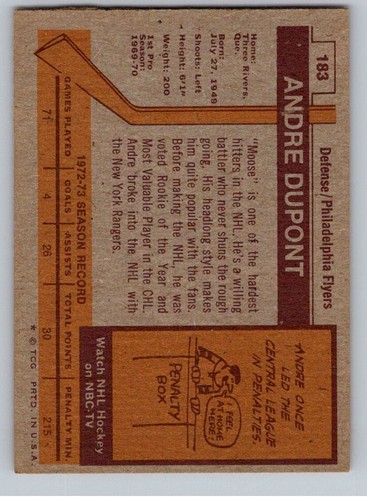 183
ANDRE DUPONT
Defense/Philadelphia Flyers
Home:
Three Rivers,
Que.
Born:
July 27, 1949
Shoots: Left
Height: 6'1"
Weight: 200
1st Pro
Season:
1969-70
"Moose" is one of the hardest
hitters in the NHL. He's a willing
battler who never shuns the rough
going. His headlong style makes
him quite popular with the fans.
Before making the NHL, he was
voted Rookie of the Year and
Most Valuable Player in the CHL.
Andre broke into the NHL with
the New York Rangers.
ANDRE ONCE
LED THE
CENTRAL LEAGUE
IN PENALTIES.
I FEEL
AT HOME
HERE!
PENALTY
BOX
Watch NHL Hockey
on NBC-TV
1972-73 SEASON RECORD
GAMES PLAYED GOALS ASSISTS TOTAL POINTS PENALTY MIN.
71 4 26 30 215
* © TCG PRTD. IN U.S.A.